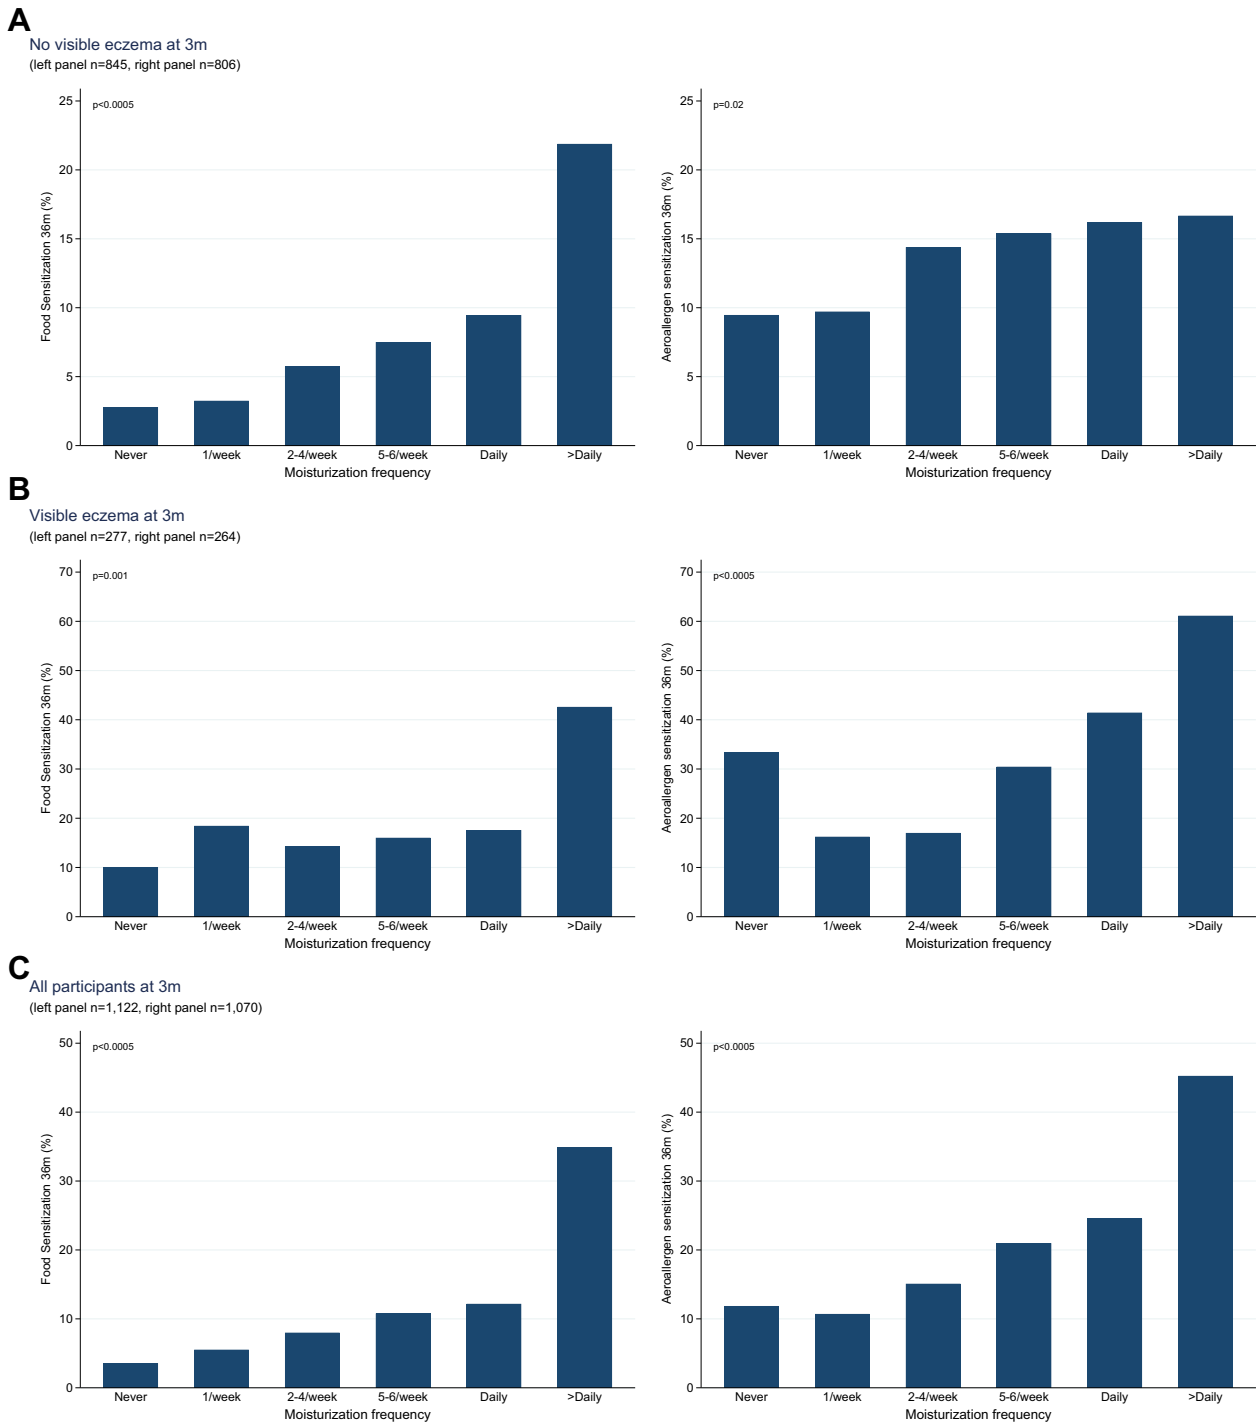 A
No visible eczema at 3m
(left panel n=845, right panel n=806)
p<0.0005
Food Sensitization 36m (%)
25
20
15
10
5
0
Never 1/week 2-4/week 5-6/week Daily >Daily
Moisturization frequency
p=0.02
Aeroallergen sensitization 36m (%)
25
20
15
10
5
0
Never 1/week 2-4/week 5-6/week Daily >Daily
Moisturization frequency
B
Visible eczema at 3m
(left panel n=277, right panel n=264)
p=0.001
Food Sensitization 36m (%)
70
60
50
40
30
20
10
0
Never 1/week 2-4/week 5-6/week Daily >Daily
Moisturization frequency
p<0.0005
Aeroallergen sensitization 36m (%)
70
60
50
40
30
20
10
0
Never 1/week 2-4/week 5-6/week Daily >Daily
Moisturization frequency
C
All participants at 3m
(left panel n=1,122, right panel n=1,070)
p<0.0005
Food Sensitization 36m (%)
50
40
30
20
10
0
Never 1/week 2-4/week 5-6/week Daily >Daily
Moisturization frequency
p<0.0005
Aeroallergen sensitization 36m (%)
50
40
30
20
10
0
Never 1/week 2-4/week 5-6/week Daily >Daily
Moisturization frequency